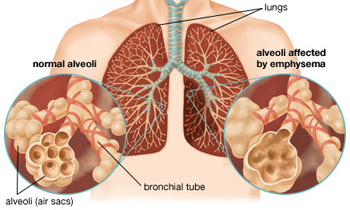 lungs
normal alveoli
alveoli affected
by emphysema
bronchial tube
alveoli (air sacs)